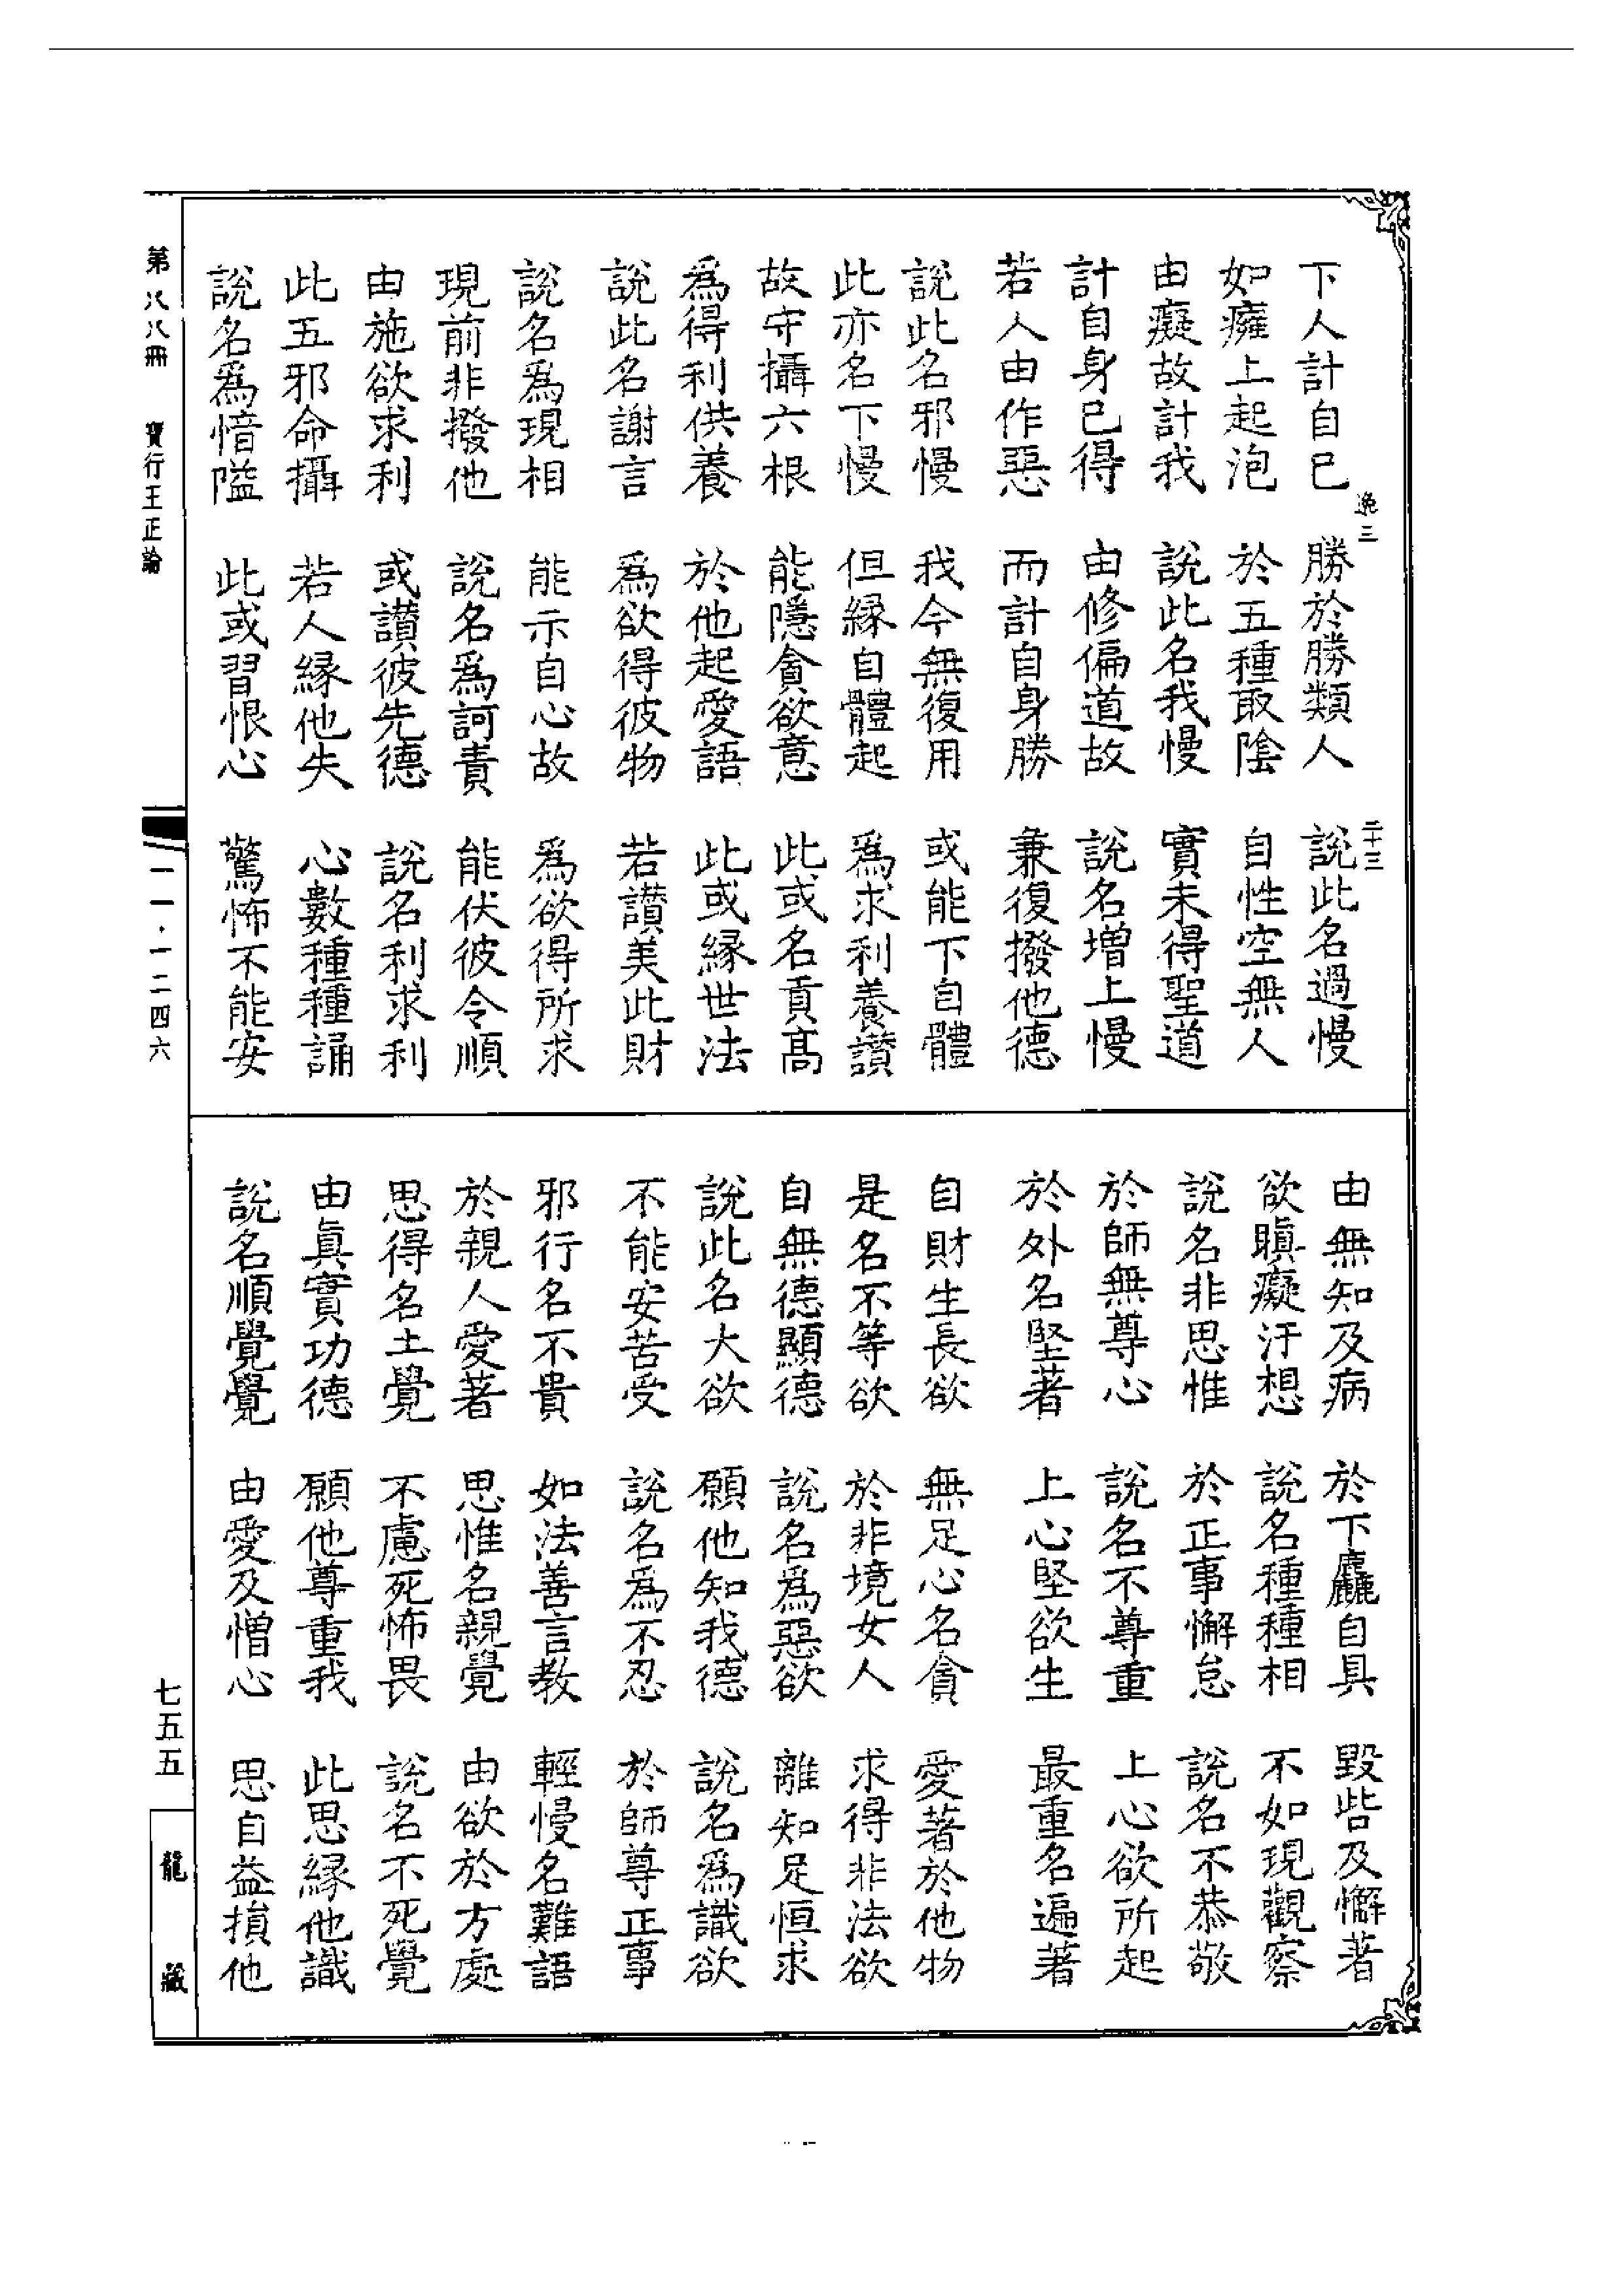 下人計自已　勝於勝類人　說此名過慢
如癰上起泡　於五種取陰　自性空無人
由癡故計我　說此名我慢　實未得聖道
計自身已得　由修偏道故　說名增上慢
若人由作惡　而計自身勝　兼復撥他德
說此名邪慢　我今無復用　或能下自體
此亦名下慢　但縁自體起　爲求利養讃
故守攝六根　能隱貪欲意　此或名貢髙
爲得利供養　於他起愛語　此或縁世法
說此名謝言　爲欲得彼物　若讃美此財
說名爲現相　能示自心故　爲欲得所求
現前非撥他　說名爲訶責　能伏彼令順
由施欲求利　或讃彼先德　說名利求利
此五邪命攝　若人縁他失　心數種種誦
說名爲愔隘　此或習恨心　驚怖不能安
逸三
二十三
由無知及病　於下麤自具　毀呰及懈著
欲瞋癡汙想　說名種種相　不如現觀察
說名非思惟　於正事懈怠　說名不恭敬
於師無尊心　說名不尊重　上心欲所起
於外名堅著　上心堅欲生　最重名遍著
自財生長欲　無足心名貪　愛著於他物
是名不等欲　於非境女人　求得非法欲
自無德顯德　說名爲惡欲　離知足恒求
說此名大欲　願他知我德　說名爲識欲
不能安苦受　說名爲不忍　於師尊正事
邪行名不貴　如法善言教　輕慢名難語
於親人愛著　思惟名親覺　由欲於方處
思得名土覺　不慮死怖畏　說名不死覺
由眞實功德　願他尊重我　此思縁他識
說名順覺覺　由愛及憎心　思自益損他
第八八冊　寶行王正論
一一·一二四六
七五五
龍藏